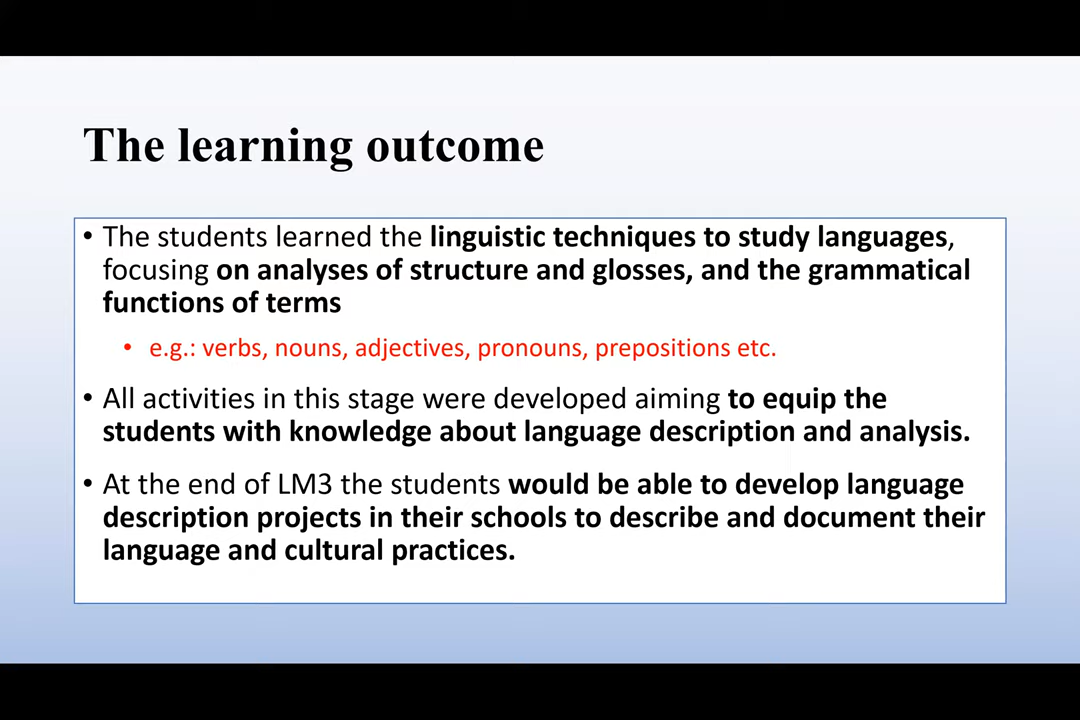 The learning outcome
• The students learned the linguistic techniques to study languages,
focusing on analyses of structure and glosses, and the grammatical
functions of terms
• e.g.: verbs, nouns, adjectives, pronouns, prepositions etc.
• All activities in this stage were developed aiming to equip the
students with knowledge about language description and analysis.
• At the end of LM3 the students would be able to develop language
description projects in their schools to describe and document their
language and cultural practices.